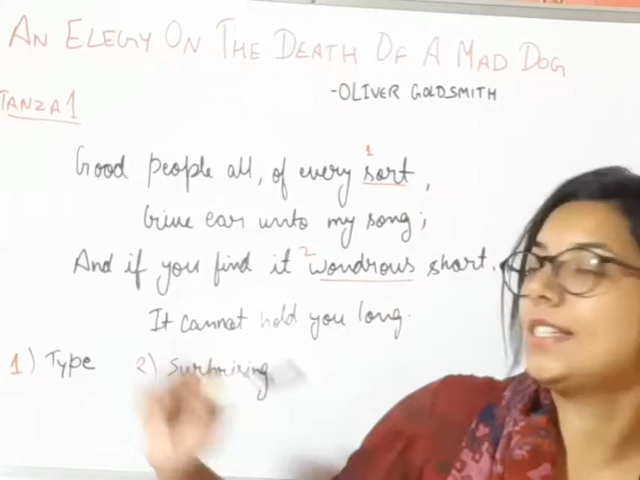 AN ELEGY ON THE DEATH OF A MAD DOG
-OLIVER GOLDSMITH
TANZA 1
1
Good people all, of every sort,
Give ear unto my song;
2
And if you find it wondrous short,
It cannot hold you long.
1) Type 2) Surprising